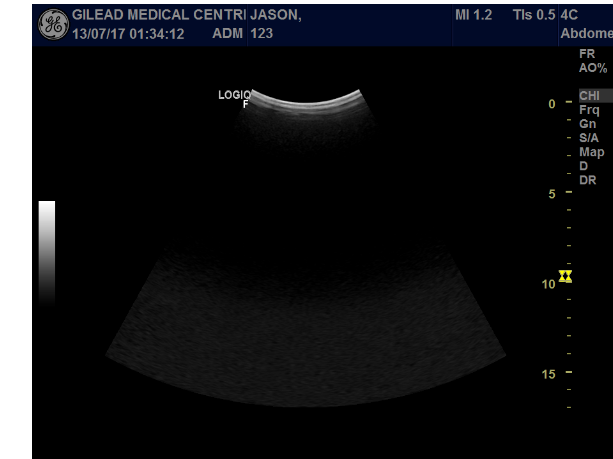 GE
GILEAD MEDICAL CENTRI JASON, MI 1.2 TIs 0.5 4C
13/07/17 01:34:12 ADM 123 Abdome
FR
AO%
LOGIQ
F
CHI
Frq
Gn
S/A
Map
D
DR
0
5
10
15